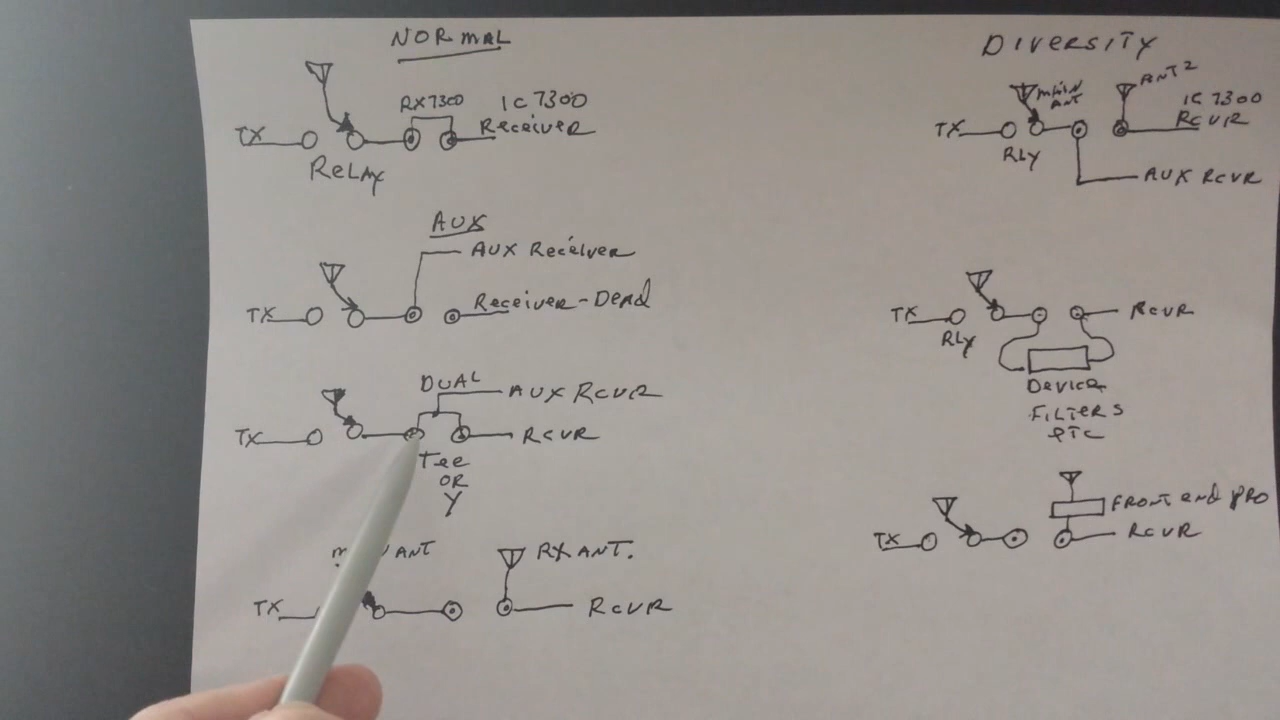 NORMAL
RX7300 IC7300
TX Receiver
Relay
AUX
AUX Receiver
TX Receiver-Dead
DUAL AUX RCVR
TX RCVR
Tee
OR
Y
ANT RX ANT.
TX RCVR
DIVERSITY
MAIN ANT ANT 2
IC 7300
TX RCVR
RLY
AUX RCVR
TX RCVR
RLY
DEVICE
FILTERS
ETC
FRONT end PRO
TX RCVR